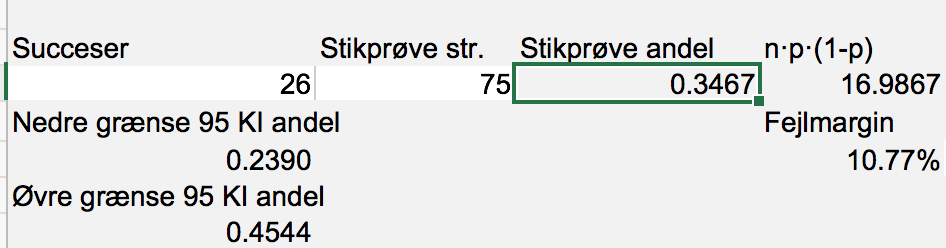 Succeser Stikprøve str. Stikprøve andel n·p·(1-p)
26 75 0.3467 16.9867
Nedre grænse 95 KI andel Fejlmargin
0.2390 10.77%
Øvre grænse 95 KI andel
0.4544